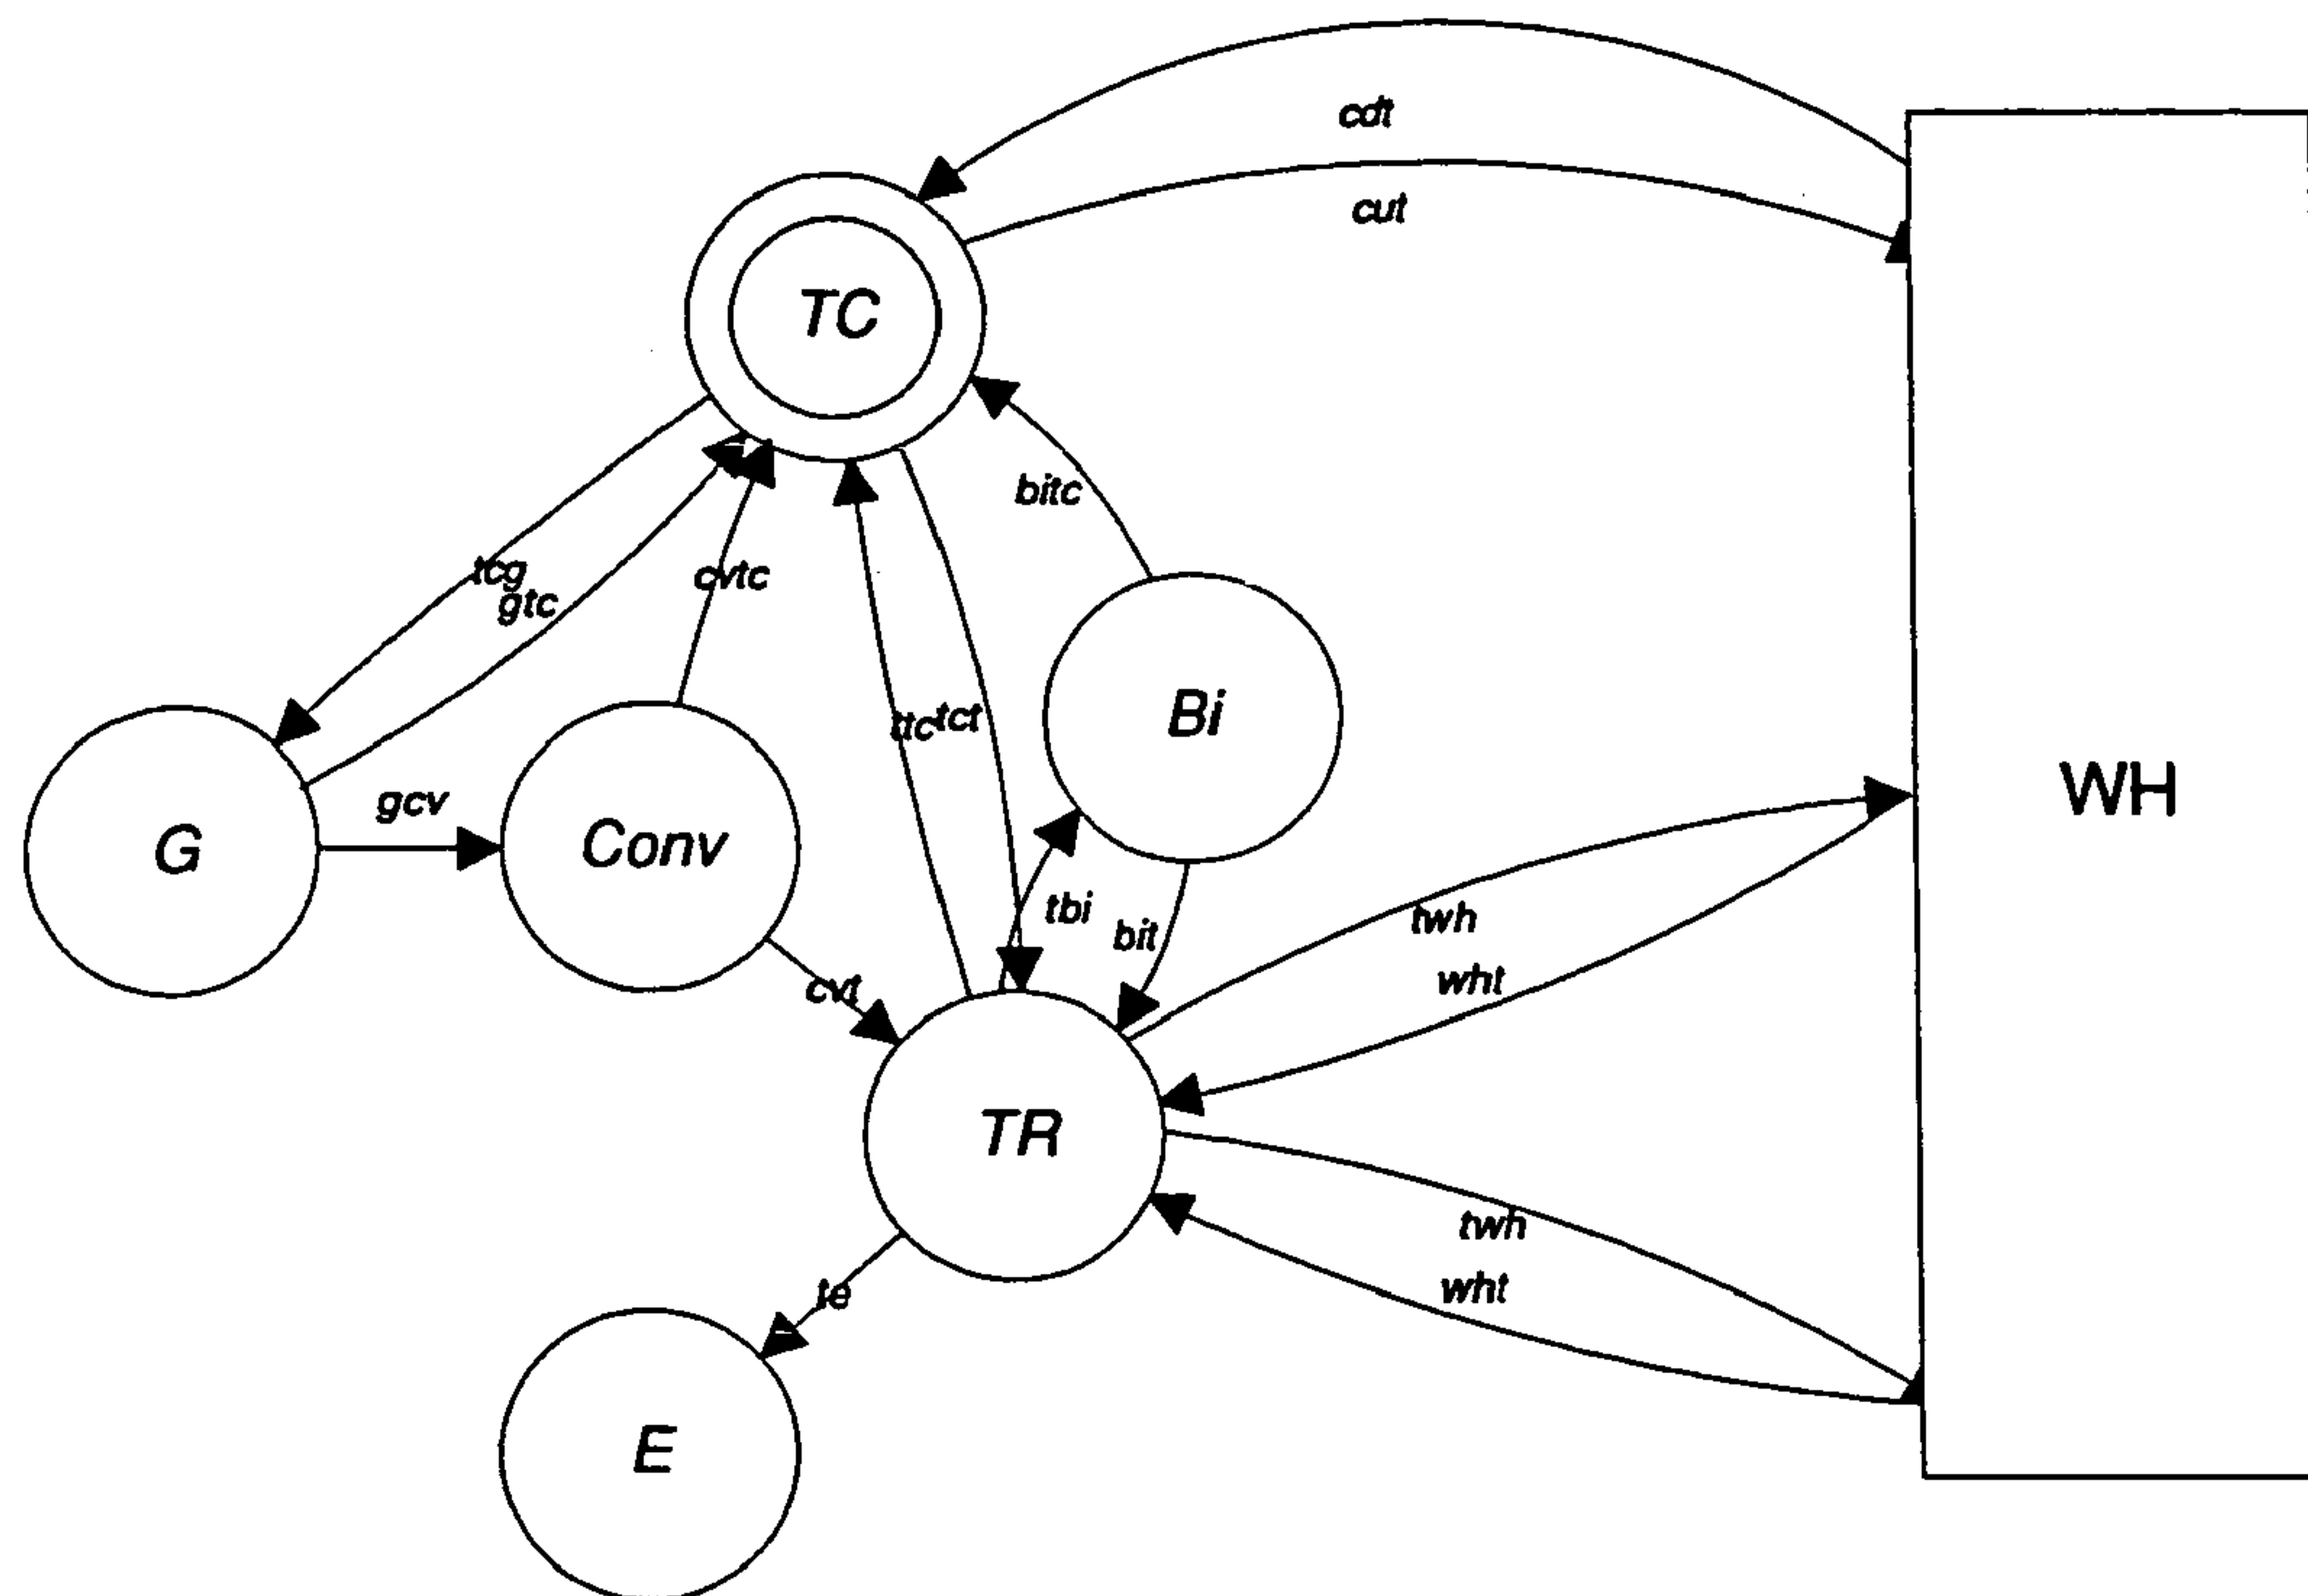 cdt
cut
TC
bitc
tcg
gtc
cvtc
ttc
tct
Bi
WH
gcv
G
Conv
tbi
bit
twh
wht
cvt
TR
twh
wht
te
E